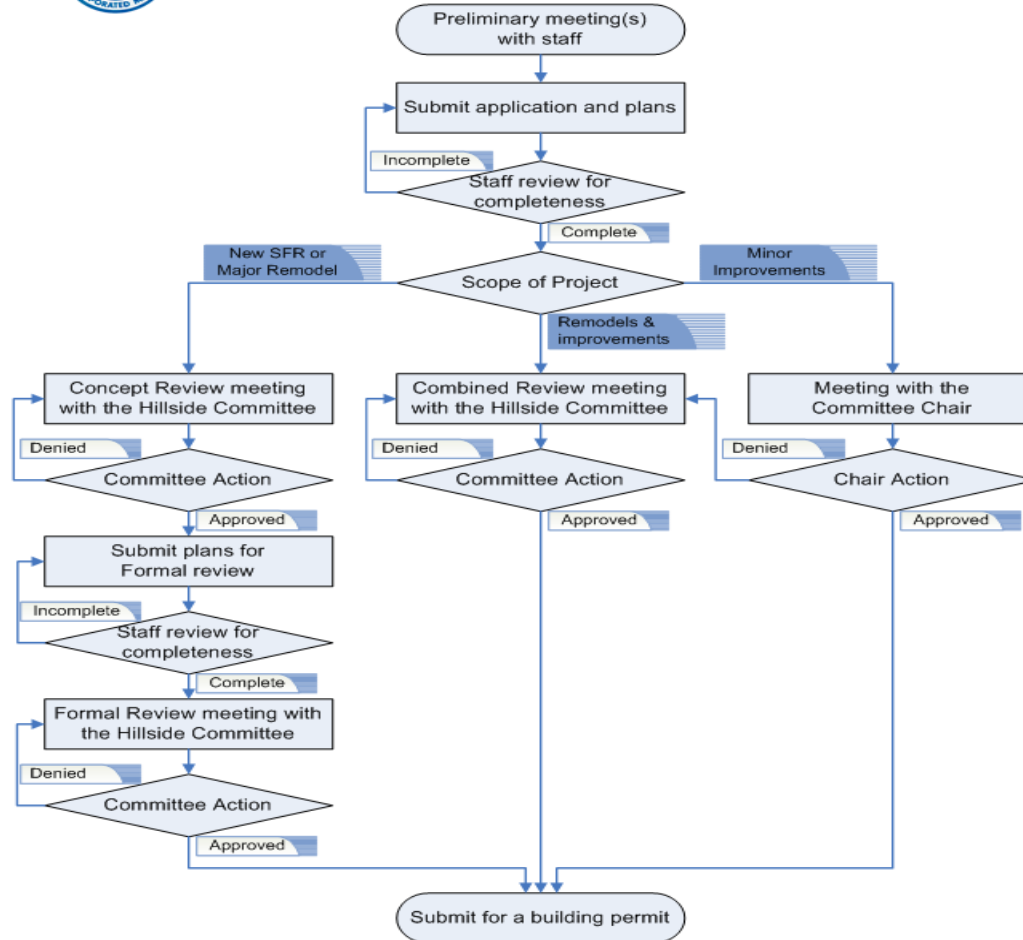 ORATED
Preliminary meeting(s)
with staff
Submit application and plans
Incomplete
Staff review for
completeness
Complete
New SFR or
Major Remodel
Scope of Project
Minor
Improvements
Remodels &
improvements
Concept Review meeting
with the Hillside Committee
Combined Review meeting
with the Hillside Committee
Meeting with the
Committee Chair
Denied
Committee Action
Approved
Denied
Committee Action
Approved
Denied
Chair Action
Approved
Submit plans for
Formal review
Incomplete
Staff review for
completeness
Complete
Formal Review meeting with
the Hillside Committee
Denied
Committee Action
Approved
Submit for a building permit